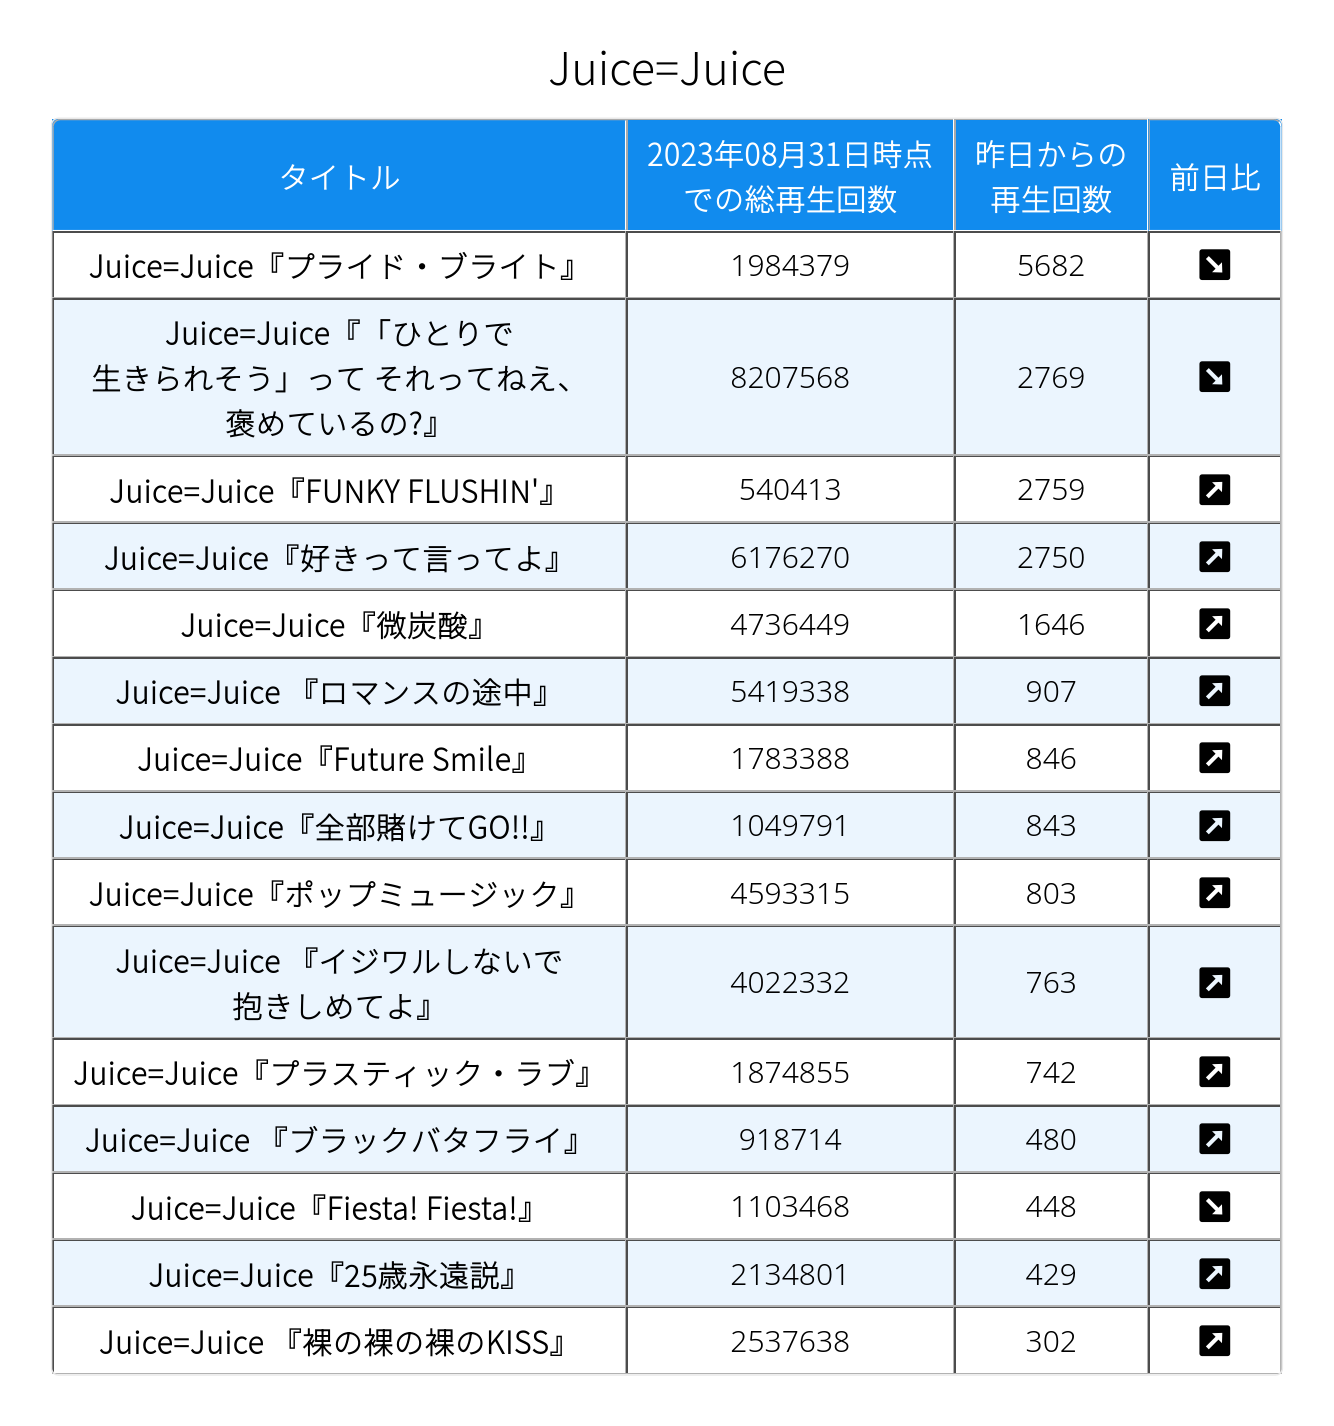 Juice=Juice
タイトル
2023年08月31日時点
での総再生回数
昨日からの
再生回数
前日比
Juice=Juice『プライド・ブライト』
1984379
5682
Juice=Juice『「ひとりで
生きられそう」って それってねえ、
褒めているの?』
8207568
2769
Juice=Juice『FUNKY FLUSHIN'』
540413
2759
Juice=Juice『好きって言ってよ』
6176270
2750
Juice=Juice『微炭酸』
4736449
1646
Juice=Juice 『ロマンスの途中』
5419338
907
Juice=Juice『Future Smile』
1783388
846
Juice=Juice『全部賭けてGO!!』
1049791
843
Juice=Juice『ポップミュージック』
4593315
803
Juice=Juice 『イジワルしないで
抱きしめてよ』
4022332
763
Juice=Juice『プラスティック・ラブ』
1874855
742
Juice=Juice 『ブラックバタフライ』
918714
480
Juice=Juice『Fiesta! Fiesta!』
1103468
448
Juice=Juice『25歳永遠説』
2134801
429
Juice=Juice 『裸の裸の裸のKISS』
2537638
302